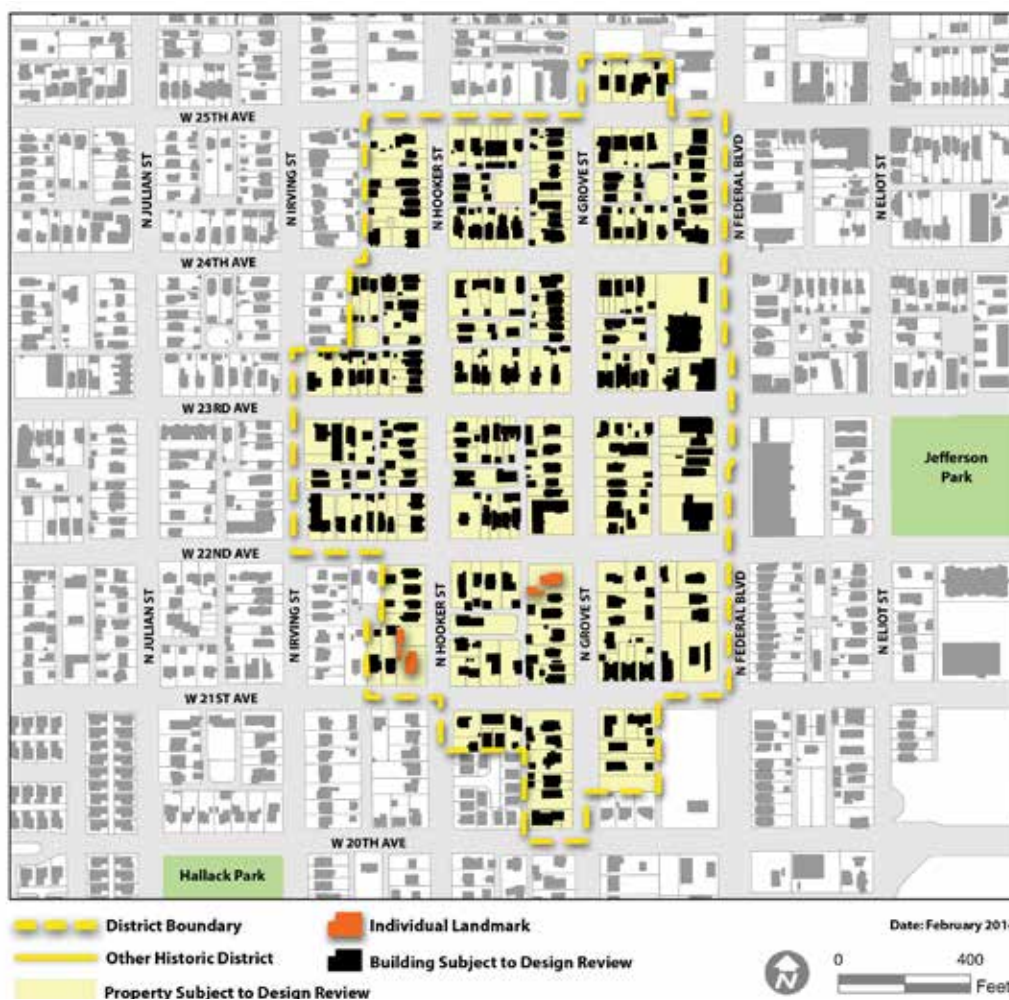 W 25TH AVE
N JULIAN ST
N IRVING ST
N HOOKER ST
N GROVE ST
N FEDERAL BLVD
N ELIOT ST
W 24TH AVE
W 23RD AVE
Jefferson
Park
W 22ND AVE
N JULIAN ST
N IRVING ST
N HOOKER ST
N GROVE ST
N FEDERAL BLVD
N ELIOT ST
W 21ST AVE
W 20TH AVE
Hallack Park
District Boundary
Individual Landmark
Date: February
Other Historic District
Building Subject to Design Review
N
0
400
Feet
Property Subject to Design Review